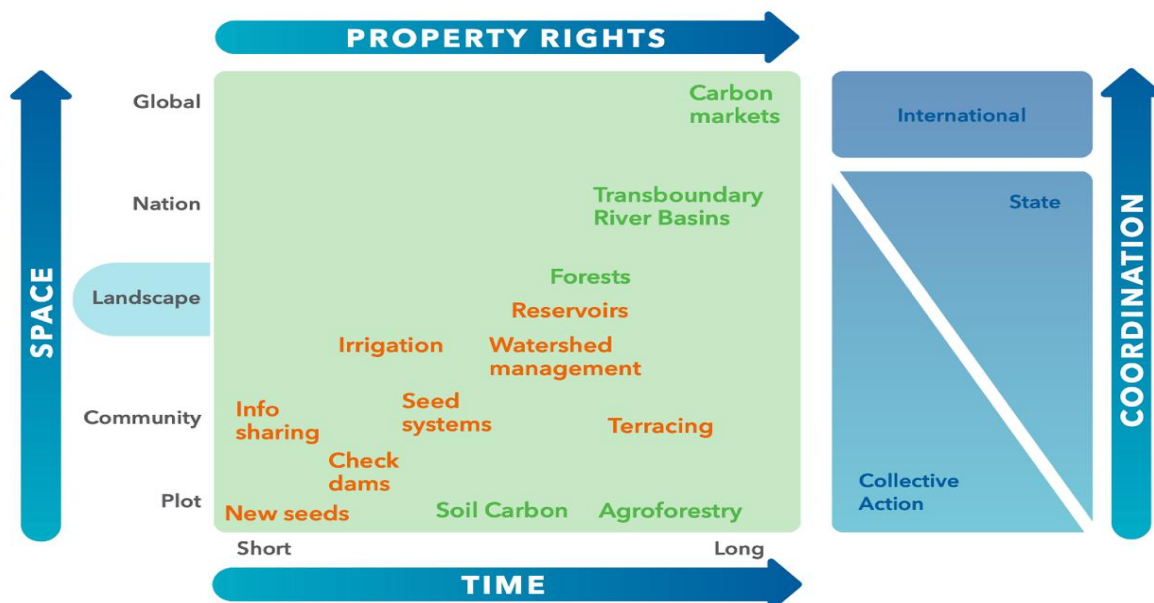 PROPERTY RIGHTS
SPACE
Global
Nation
Landscape
Community
Plot
Carbon
markets
Transboundary
River Basins
Forests
Reservoirs
Irrigation
Watershed
management
Info
sharing
Seed
systems
Terracing
Check
dams
New seeds
Soil Carbon
Agroforestry
Short
Long
TIME
International
State
Collective
Action
COORDINATION